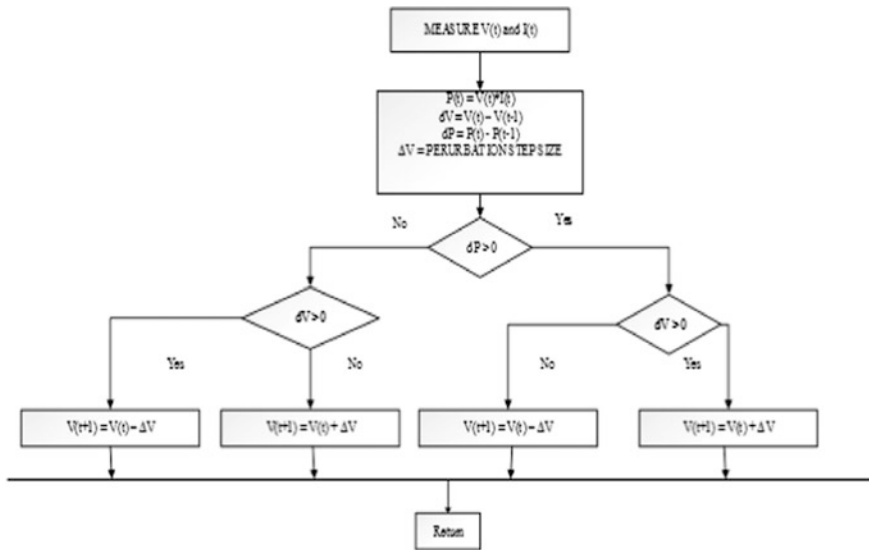 MEASURE V(t) and I(t)
P(t) = V(t)*I(t)
dV = V(t) – V(t-1)
dP = P(t) - P(t-1)
ΔV = PERURBATION STEP SIZE
No
Yes
dP > 0
dV > 0
dV > 0
Yes
No
No
Yes
V(t+1) = V(t) – ΔV
V(t+1) = V(t) + ΔV
V(t+1) = V(t) – ΔV
V(t+1) = V(t) + ΔV
Return